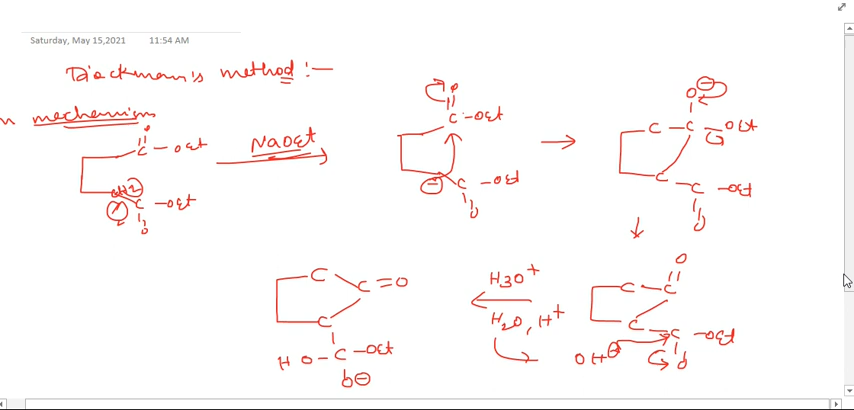 Saturday, May 15, 2021 11:54 AM
Dieckmann's method :—
n mechanism
O
C — OEt
NaOEt
CH2
C — OEt
O
O
C — OEt
⊖
C — OEt
O
O⊖
C — C — OEt
C
C — OEt
O
O
C — C
C
C — OEt
OH⊖
O
H3O+
H2O, H+
C
C = O
C
H O — C — OEt
O⊖